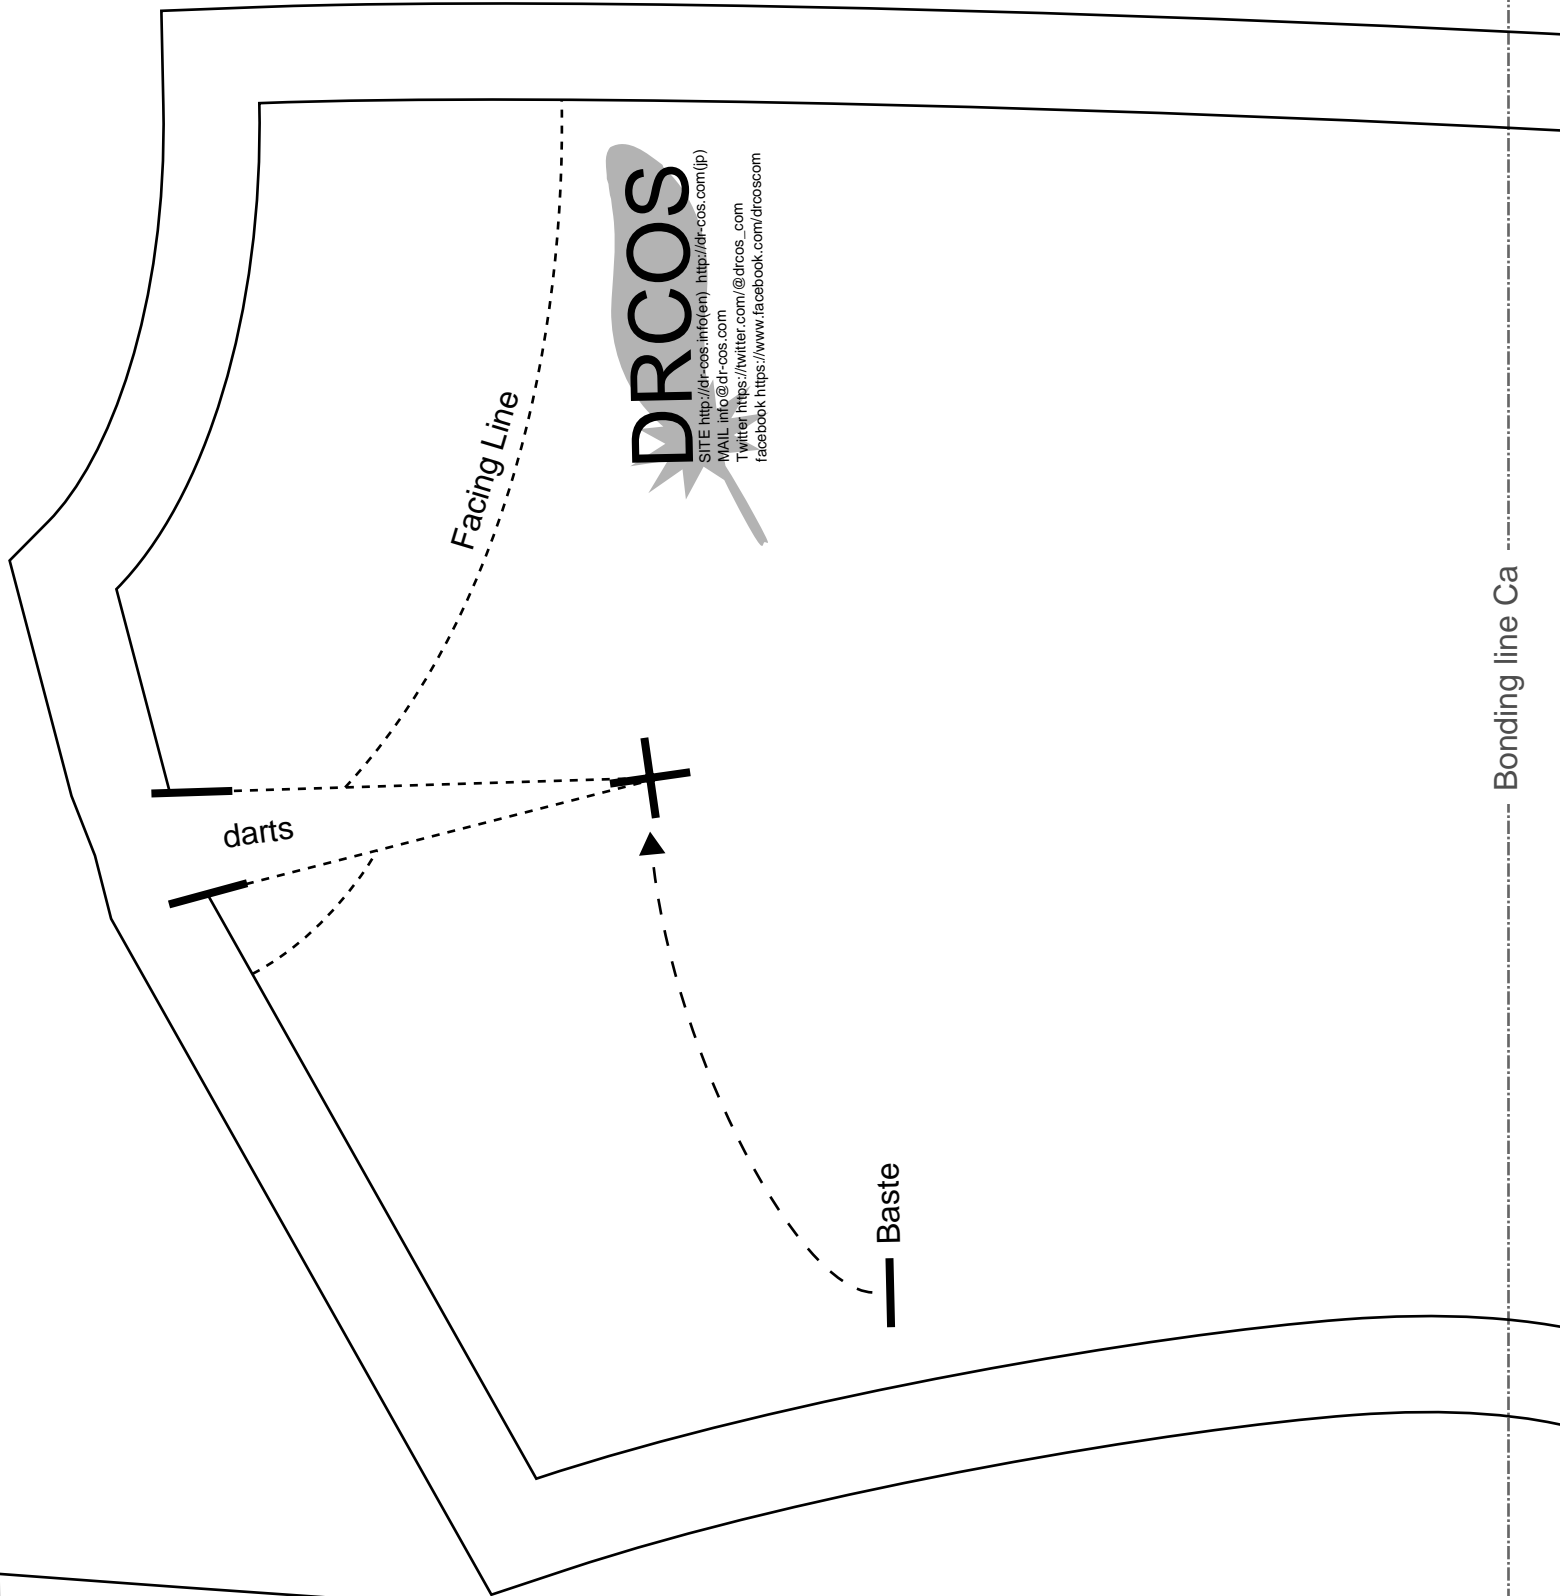 DRCOS
SITE http://dr-cos.info(en) http://dr-cos.com(jp)
MAIL info@dr-cos.com
Twitter https://twitter.com/@drcos_com
facebook https://www.facebook.com/drcoscom
Facing Line
darts
Baste
Bonding line Ca